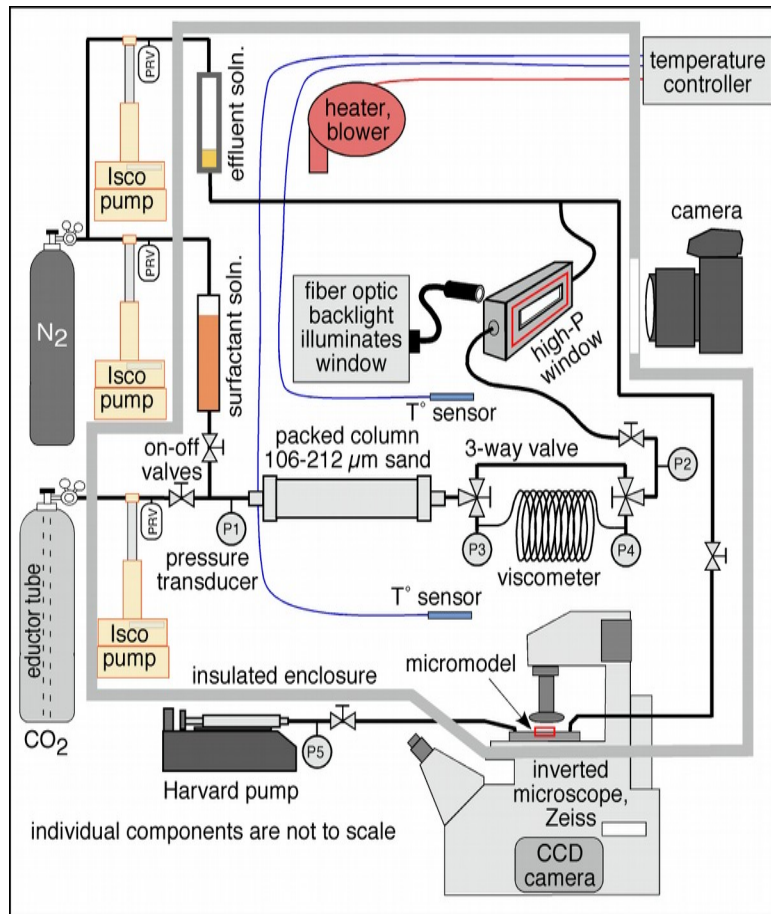 PRV
effluent soln.
heater,
blower
temperature
controller
Isco
pump
camera
PRV
N2
surfactant soln.
fiber optic
backlight
illuminates
window
high-P
window
Isco
pump
T° sensor
on-off
valves
packed column
106-212 µm sand
3-way valve
P2
PRV
P1
P3
P4
pressure
transducer
viscometer
eductor tube
T° sensor
Isco
pump
insulated enclosure
micromodel
CO2
P5
Harvard pump
inverted
microscope,
Zeiss
individual components are not to scale
CCD
camera